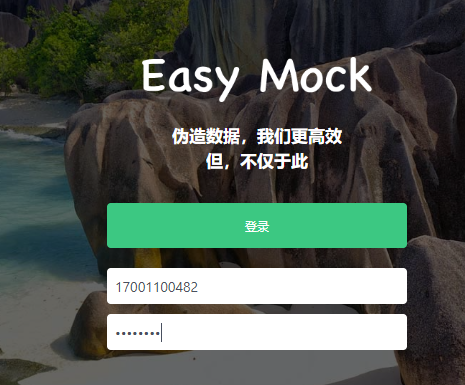 Easy Mock
伪造数据，我们更高效
但，不仅于此
登录
17001100482
••••••••